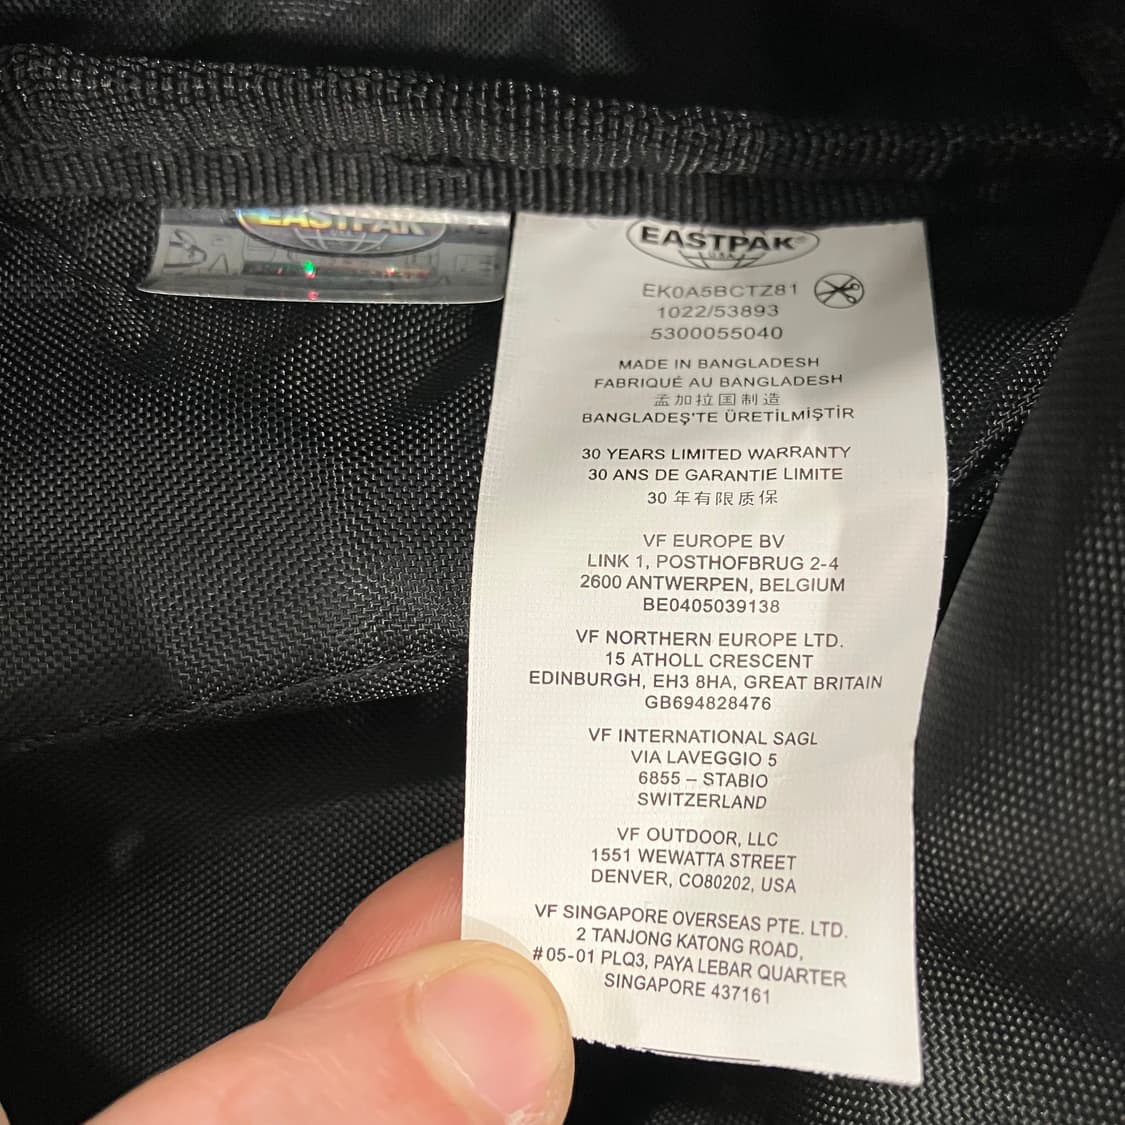 EASTPAK
EASTPAK®
USA
EK0A5BCTZ81
1022/53893
5300055040
MADE IN BANGLADESH
FABRIQUÉ AU BANGLADESH
孟加拉国制造
BANGLADEŞ'TE ÜRETİLMİŞTİR
30 YEARS LIMITED WARRANTY
30 ANS DE GARANTIE LIMITE
30 年有限质保
VF EUROPE BV
LINK 1, POSTHOFBRUG 2-4
2600 ANTWERPEN, BELGIUM
BE0405039138
VF NORTHERN EUROPE LTD.
15 ATHOLL CRESCENT
EDINBURGH, EH3 8HA, GREAT BRITAIN
GB694828476
VF INTERNATIONAL SAGL
VIA LAVEGGIO 5
6855 – STABIO
SWITZERLAND
VF OUTDOOR, LLC
1551 WEWATTA STREET
DENVER, CO80202, USA
VF SINGAPORE OVERSEAS PTE. LTD.
2 TANJONG KATONG ROAD,
#05-01 PLQ3, PAYA LEBAR QUARTER
SINGAPORE 437161